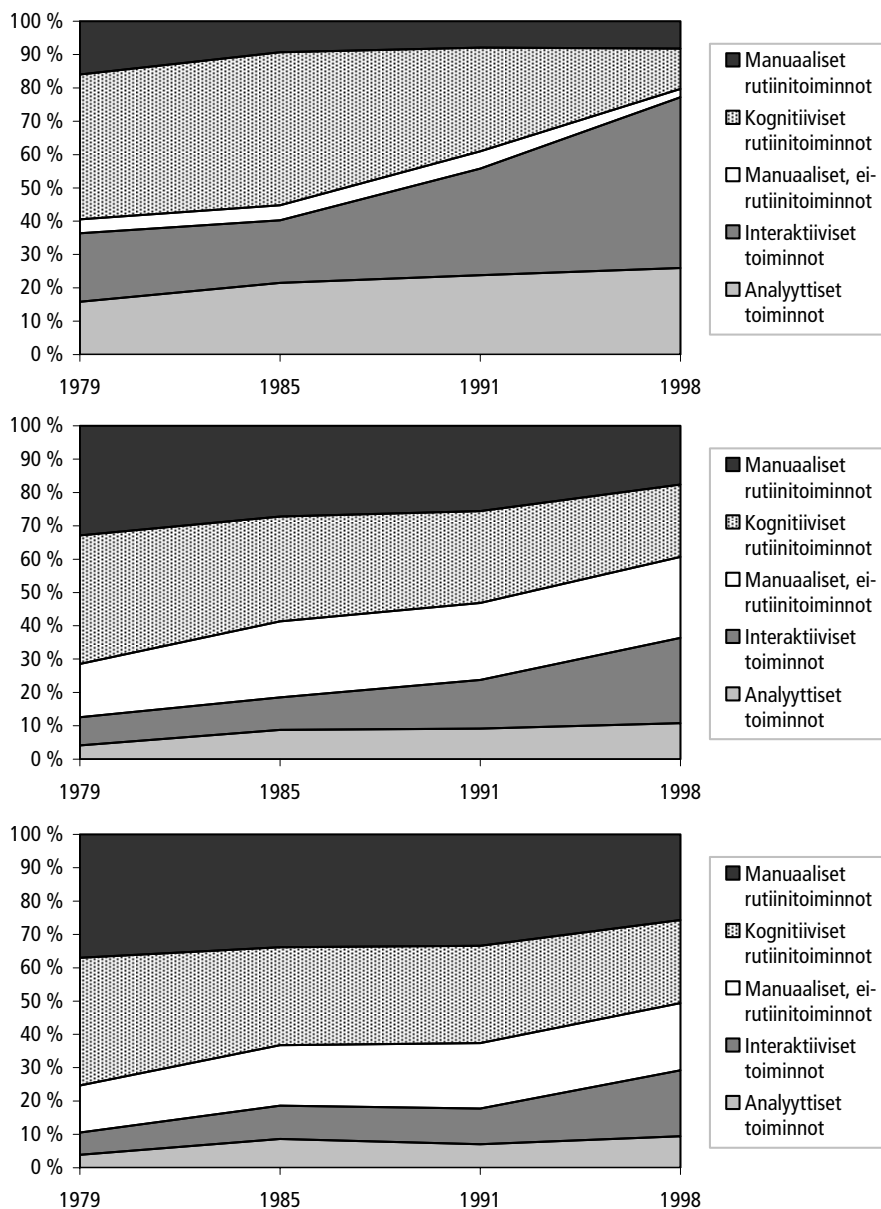 100 %
90 %
80 %
70 %
60 %
50 %
40 %
30 %
20 %
10 %
0 %
1979
1985
1991
1998
Manuaaliset
rutiinitoiminnot
Kognitiiviset
rutiinitoiminnot
Manuaaliset, ei-
rutiinitoiminnot
Interaktiiviset
toiminnot
Analyyttiset
toiminnot
100 %
90 %
80 %
70 %
60 %
50 %
40 %
30 %
20 %
10 %
0 %
1979
1985
1991
1998
Manuaaliset
rutiinitoiminnot
Kognitiiviset
rutiinitoiminnot
Manuaaliset, ei-
rutiinitoiminnot
Interaktiiviset
toiminnot
Analyyttiset
toiminnot
100 %
90 %
80 %
70 %
60 %
50 %
40 %
30 %
20 %
10 %
0 %
1979
1985
1991
1998
Manuaaliset
rutiinitoiminnot
Kognitiiviset
rutiinitoiminnot
Manuaaliset, ei-
rutiinitoiminnot
Interaktiiviset
toiminnot
Analyyttiset
toiminnot